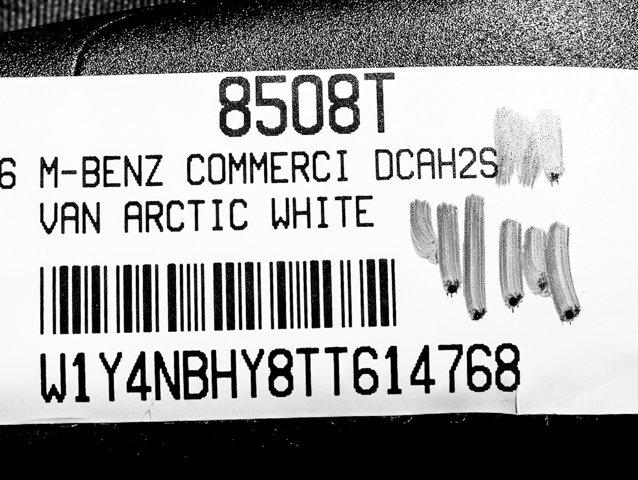 8508T
6 M-BENZ COMMERCI DCAH2S
VAN ARCTIC WHITE
W1Y4NBHY8TT614768